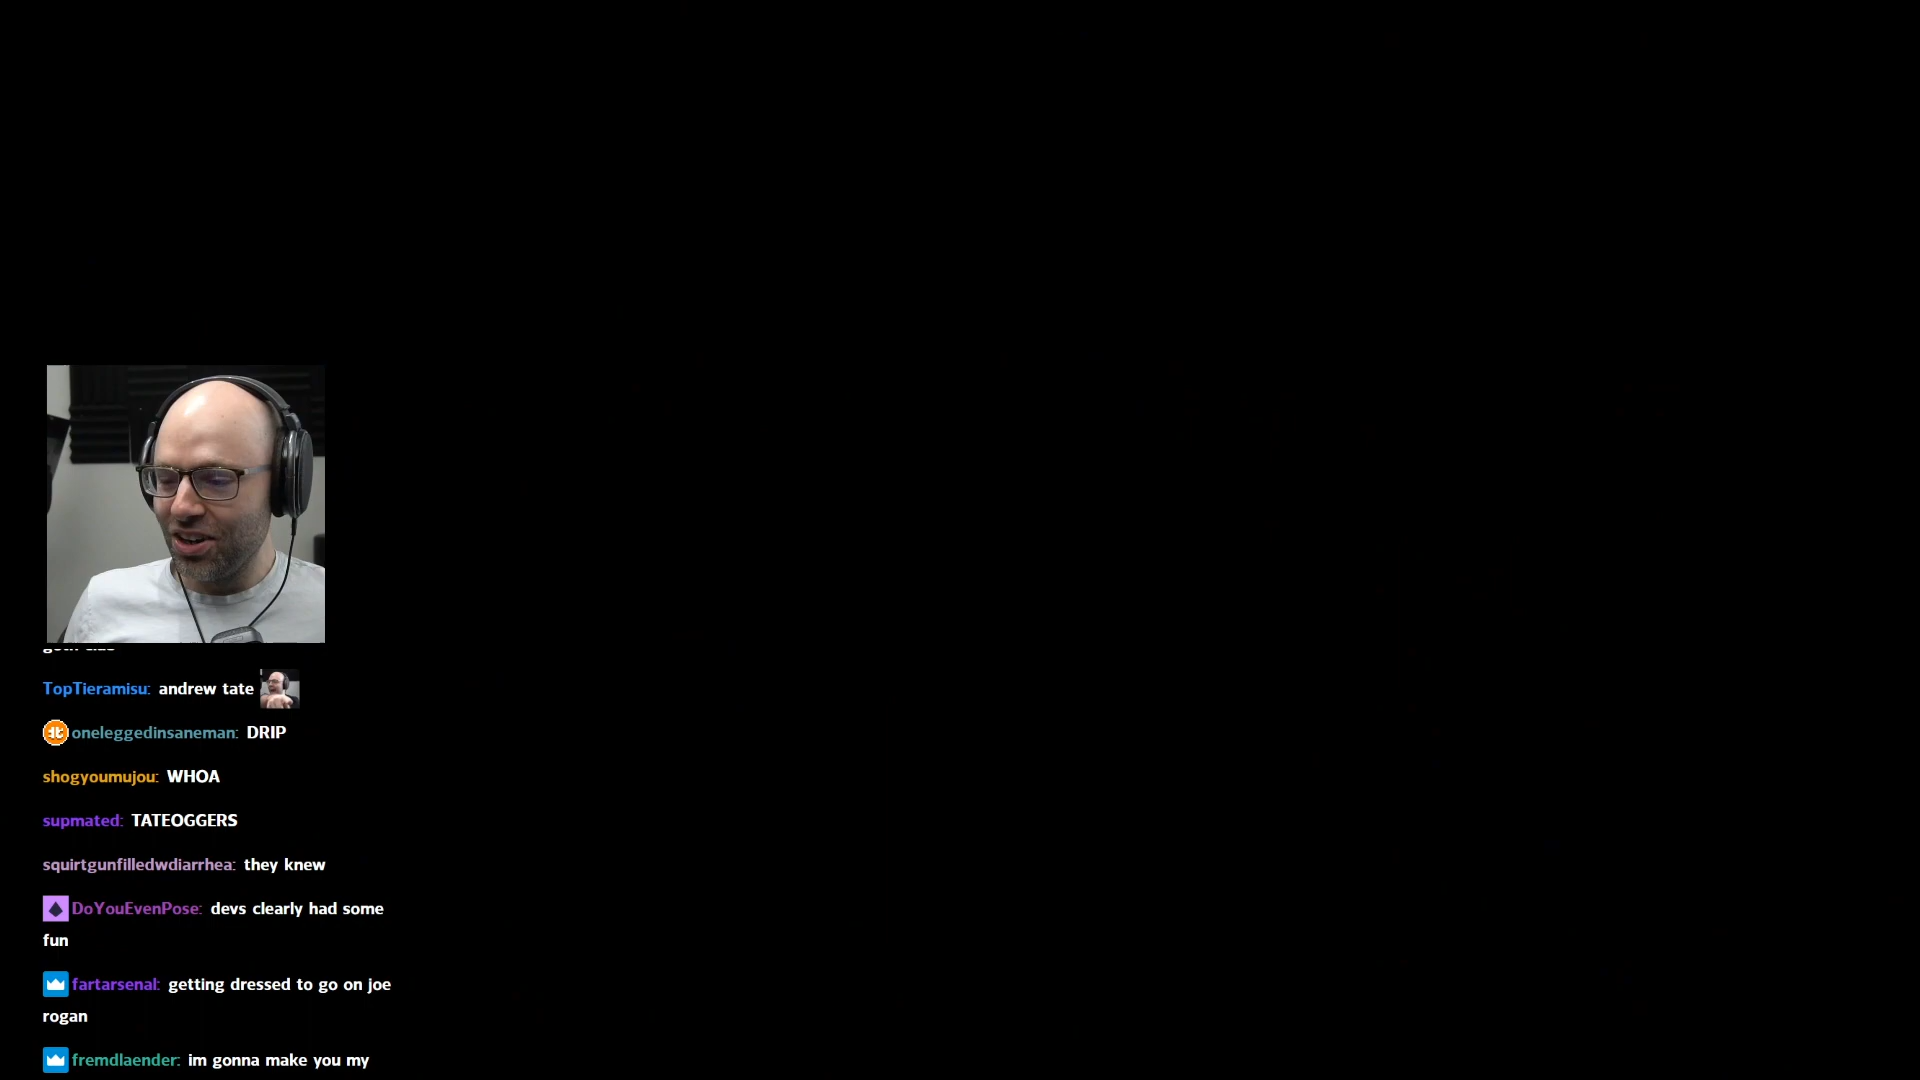 TopTieramisu: andrew tate
oneleggedinsaneman: DRIP
shogyoumujou: WHOA
supmated: TATEOGGERS
squirtgunfilledwdiarrhea: they knew
DoYouEvenPose: devs clearly had some
fun
fartarsenal: getting dressed to go on joe
rogan
fremdlaender: im gonna make you my